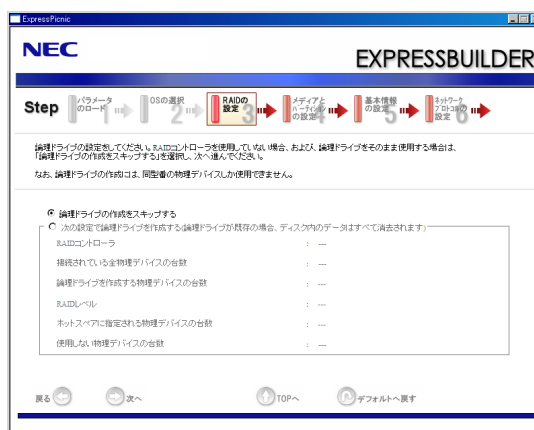 ExpressPicnic
NEC
EXPRESSBUILDER
Step パラメータのロード 1 OSの選択 2 RAIDの設定 3 メディアとパーティションの設定 4 基本情報の設定 5 ネットワークプロトコルの設定 6
論理ドライブの設定をしてください。RAIDコントローラを使用していない場合、および、論理ドライブをそのまま使用する場合は、
「論理ドライブの作成をスキップする」を選択し、次へ進んでください。
なお、論理ドライブの作成には、同型番の物理デバイスしか使用できません。
論理ドライブの作成をスキップする
次の設定で論理ドライブを作成する(論理ドライブが既存の場合、ディスク内のデータはすべて消去されます)
RAIDコントローラ : ---
接続されている全物理デバイスの台数 : ---
論理ドライブを作成する物理デバイスの台数 : ---
RAIDレベル : ---
ホットスペアに指定される物理デバイスの台数 : ---
使用しない物理デバイスの台数 : ---
戻る 次へ TOPへ デフォルトへ戻す